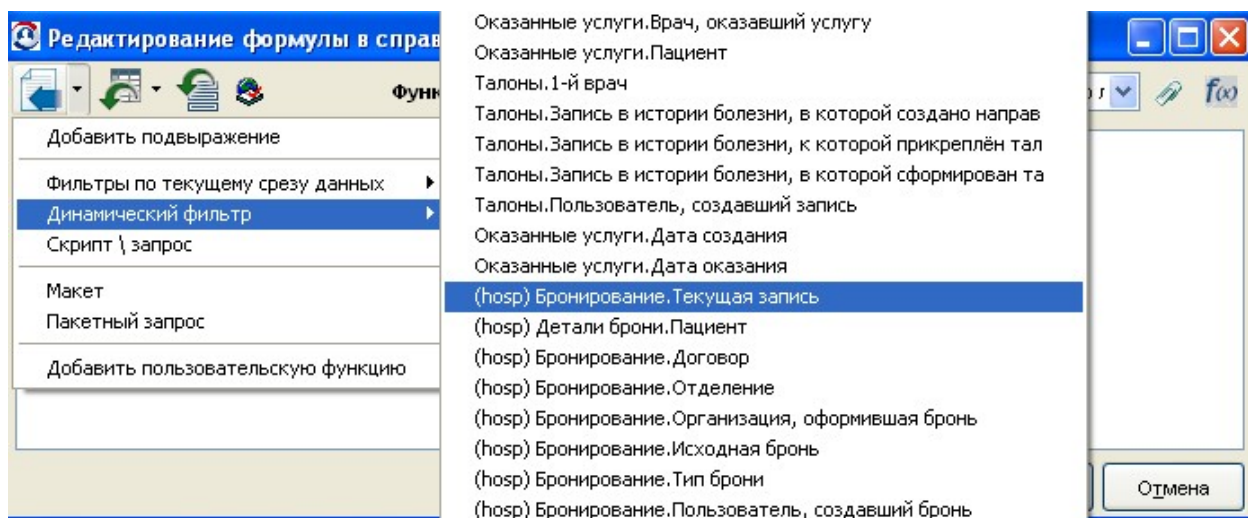 Редактирование формулы в справ
Функ
f(x)
Добавить подвыражение
Фильтры по текущему срезу данных
Динамический фильтр
Скрипт \ запрос
Макет
Пакетный запрос
Добавить пользовательскую функцию
Оказанные услуги.Врач, оказавший услугу
Оказанные услуги.Пациент
Талоны.1-й врач
Талоны.Запись в истории болезни, в которой создано направ
Талоны.Запись в истории болезни, к которой прикреплён тал
Талоны.Запись в истории болезни, в которой сформирован та
Талоны.Пользователь, создавший запись
Оказанные услуги.Дата создания
Оказанные услуги.Дата оказания
(hosp) Бронирование.Текущая запись
(hosp) Детали брони.Пациент
(hosp) Бронирование.Договор
(hosp) Бронирование.Отделение
(hosp) Бронирование.Организация, оформившая бронь
(hosp) Бронирование.Исходная бронь
(hosp) Бронирование.Тип брони
(hosp) Бронирование.Пользователь, создавший бронь
Отмена